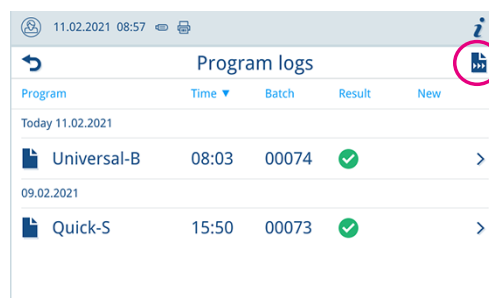 11.02.2021 08:57 i
Program logs
Program Time ▼ Batch Result New
Today 11.02.2021
Universal-B 08:03 00074
09.02.2021
Quick-S 15:50 00073